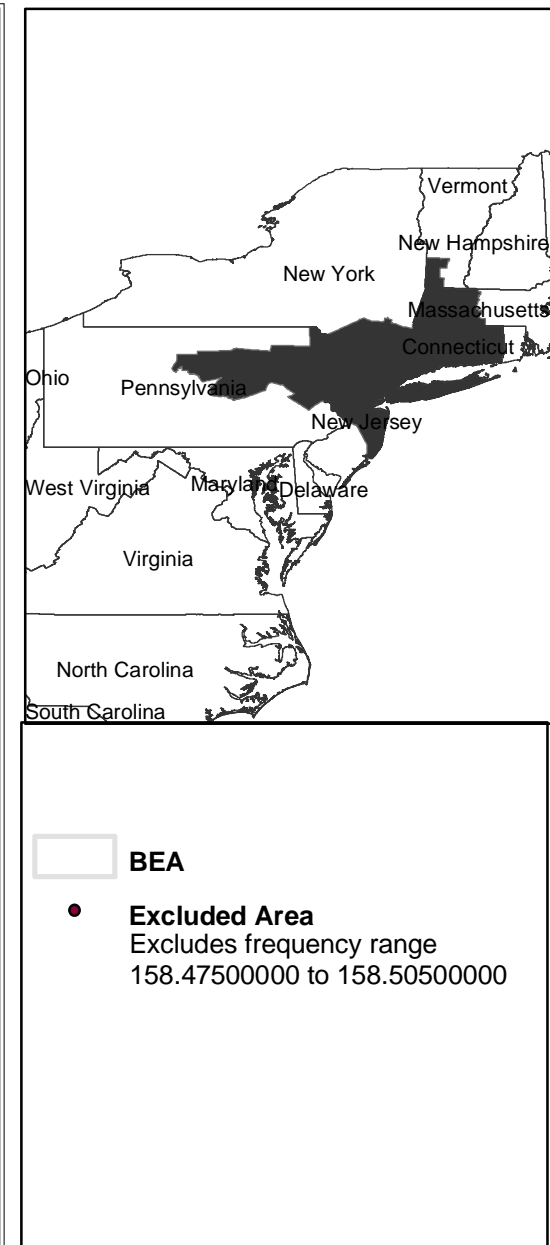 Vermont
New Hampshire
New York
Massachusetts
Connecticut
Ohio
Pennsylvania
New Jersey
West Virginia
Maryland
Delaware
Virginia
North Carolina
South Carolina
BEA
Excluded Area
Excludes frequency range
158.47500000 to 158.50500000